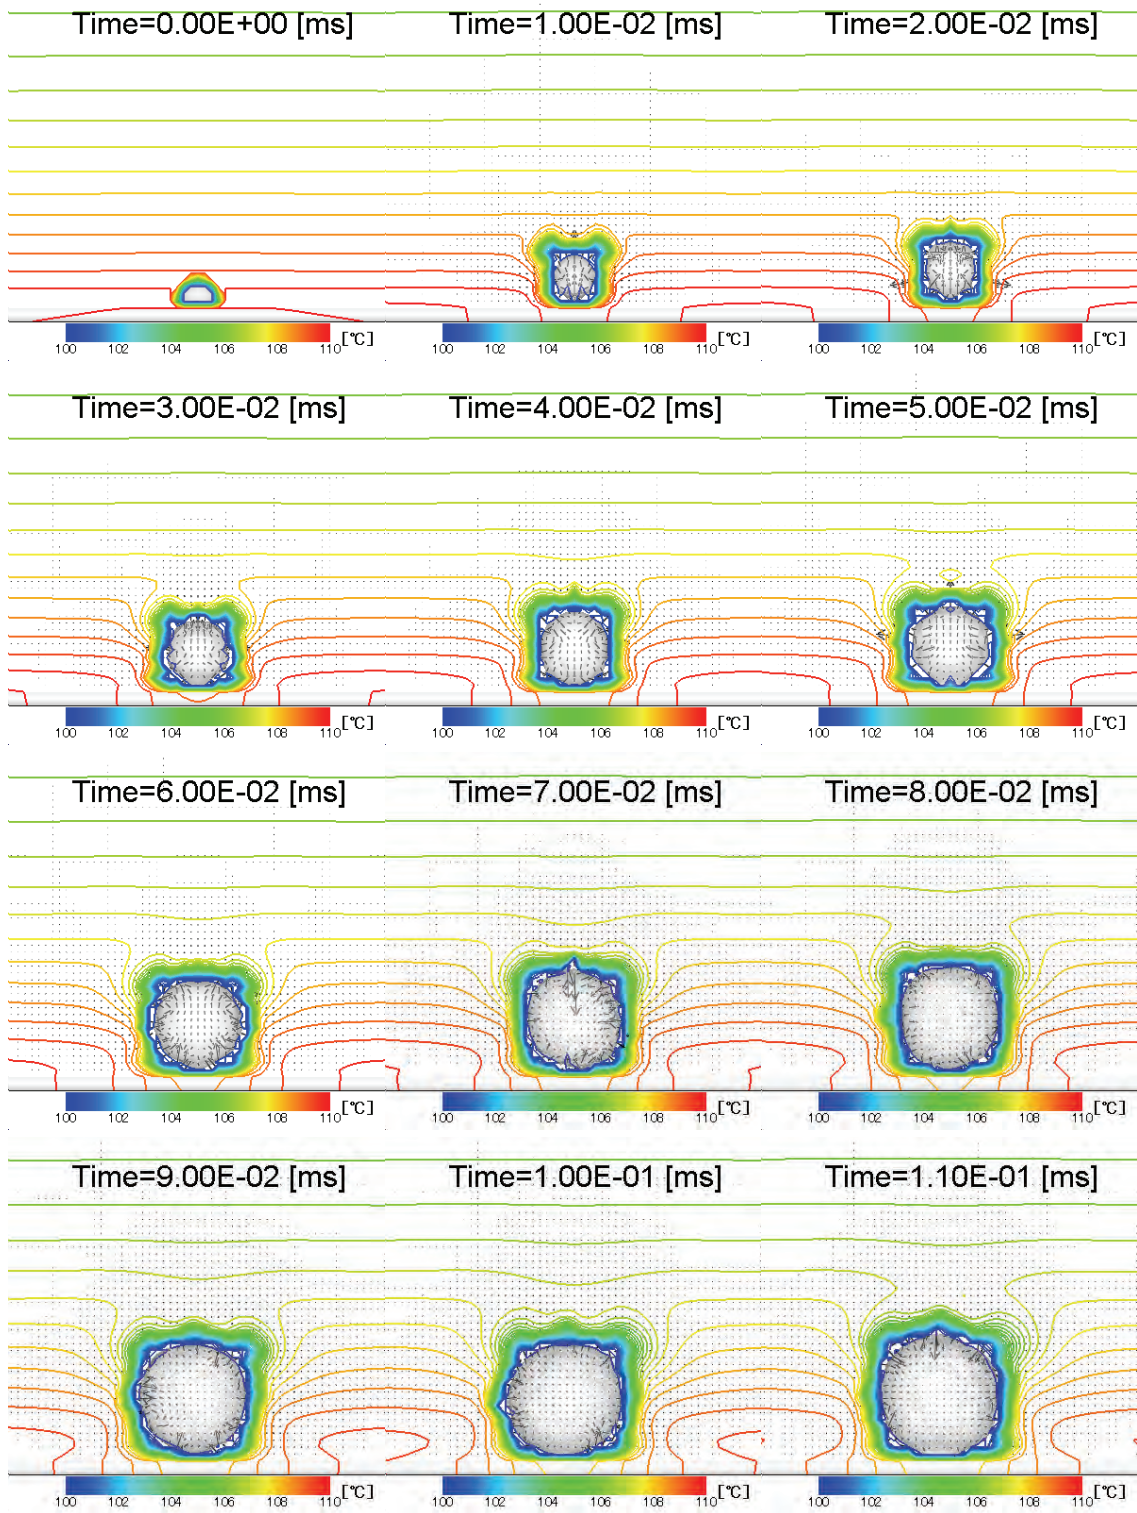 Time=0.00E+00 [ms] Time=1.00E-02 [ms] Time=2.00E-02 [ms]
100 102 104 106 108 110 [℃] 100 102 104 106 108 110 [℃] 100 102 104 106 108 110 [℃]
Time=3.00E-02 [ms] Time=4.00E-02 [ms] Time=5.00E-02 [ms]
100 102 104 106 108 110 [℃] 100 102 104 106 108 110 [℃] 100 102 104 106 108 110 [℃]
Time=6.00E-02 [ms] Time=7.00E-02 [ms] Time=8.00E-02 [ms]
100 102 104 106 108 110 [℃] 100 102 104 106 108 110 [℃] 100 102 104 106 108 110 [℃]
Time=9.00E-02 [ms] Time=1.00E-01 [ms] Time=1.10E-01 [ms]
100 102 104 106 108 110 [℃] 100 102 104 106 108 110 [℃] 100 102 104 106 108 110 [℃]